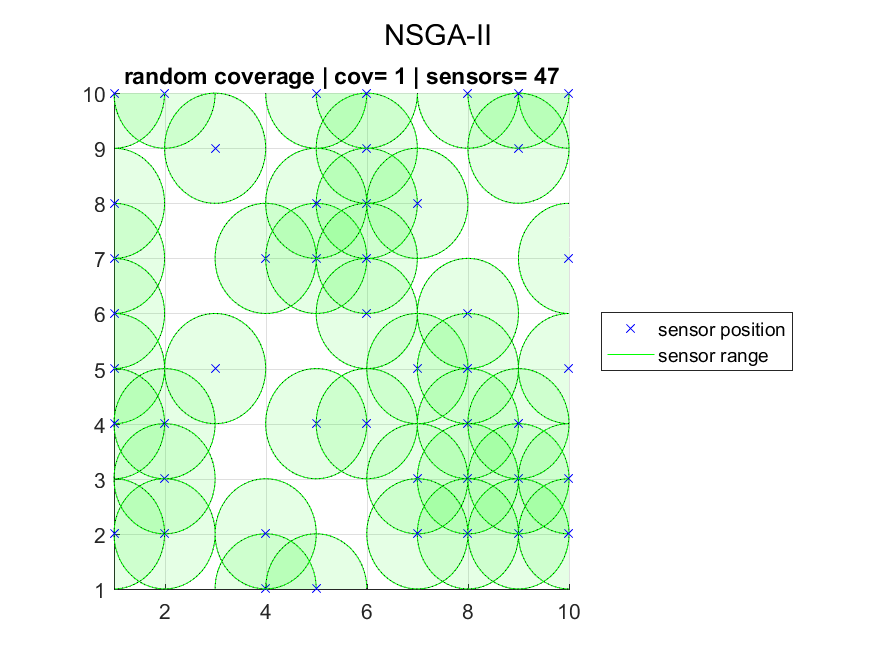 NSGA-II
random coverage | cov= 1 | sensors= 47
10
9
8
7
6
5
4
3
2
1
2 4 6 8 10
sensor position
sensor range